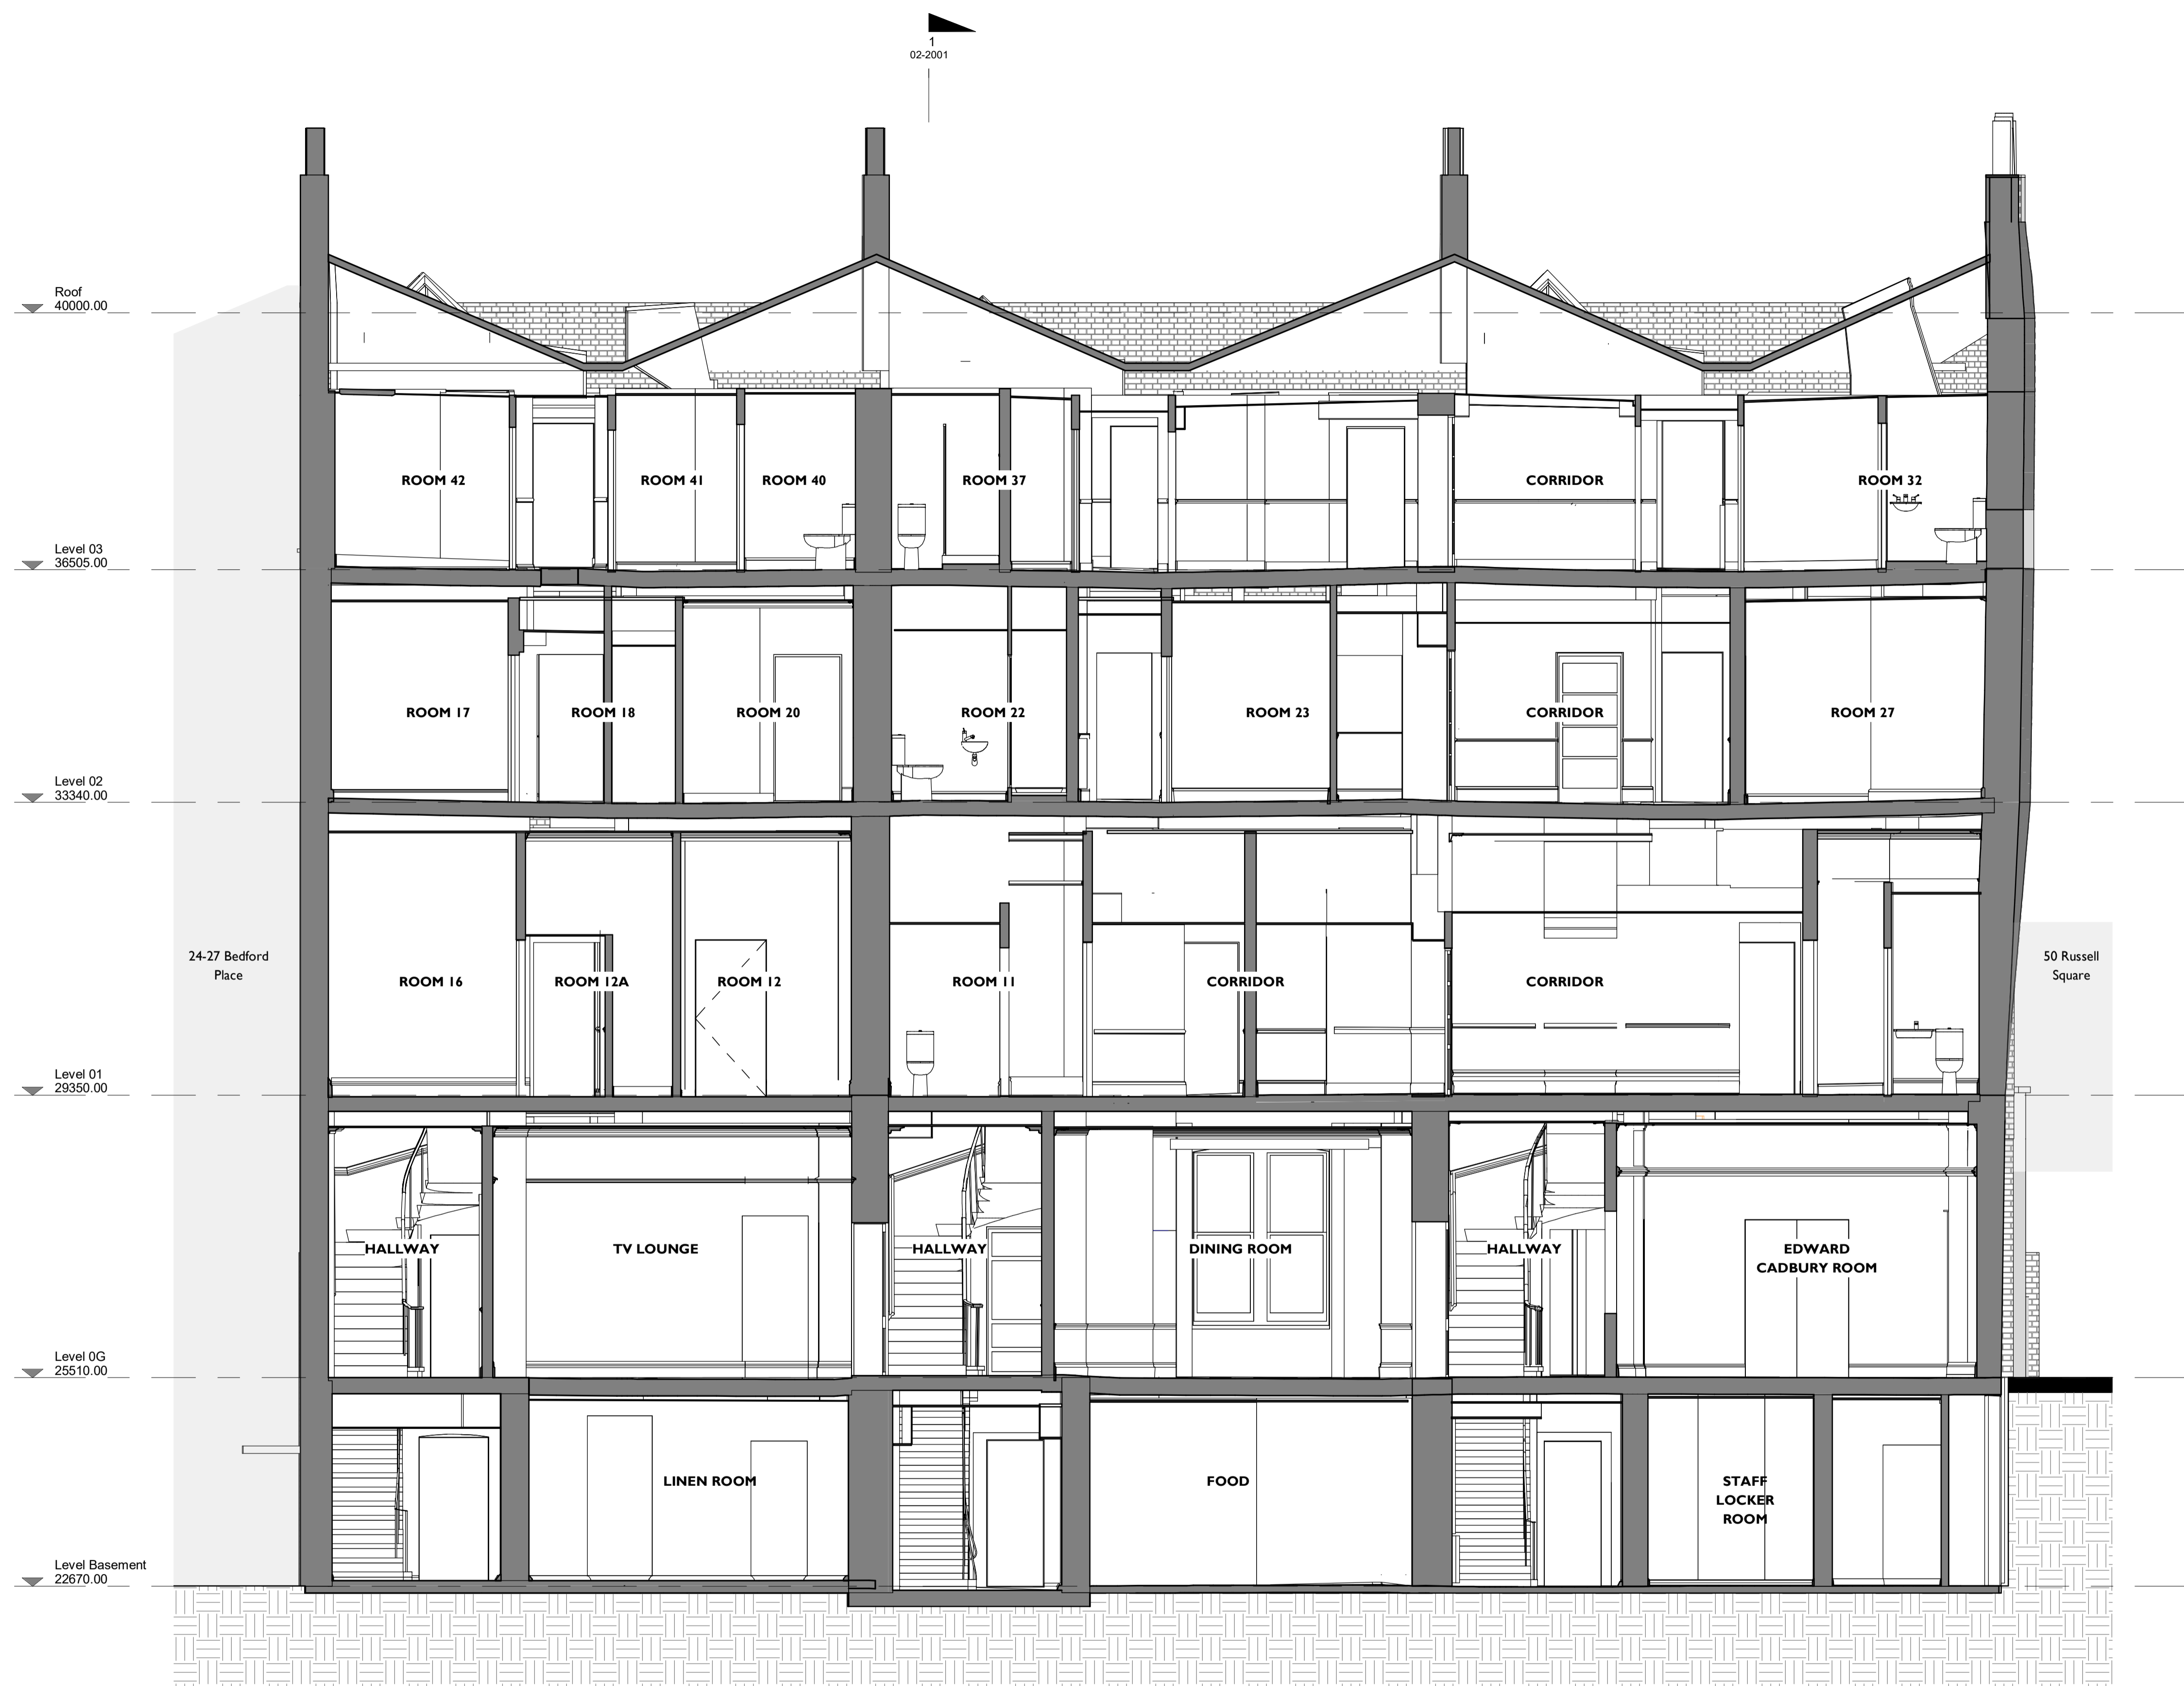 1
02-2001
Roof
40000.00
ROOM 42
ROOM 41
ROOM 40
ROOM 37
CORRIDOR
ROOM 32
Level 03
36505.00
ROOM 17
ROOM 18
ROOM 20
ROOM 22
ROOM 23
CORRIDOR
ROOM 27
Level 02
33340.00
24-27 Bedford
Place
ROOM 16
ROOM 12A
ROOM 12
ROOM 11
CORRIDOR
CORRIDOR
50 Russell
Square
Level 01
29350.00
HALLWAY
TV LOUNGE
HALLWAY
DINING ROOM
HALLWAY
EDWARD
CADBURY ROOM
Level 0G
25510.00
LINEN ROOM
FOOD
STAFF
LOCKER
ROOM
Level Basement
22670.00